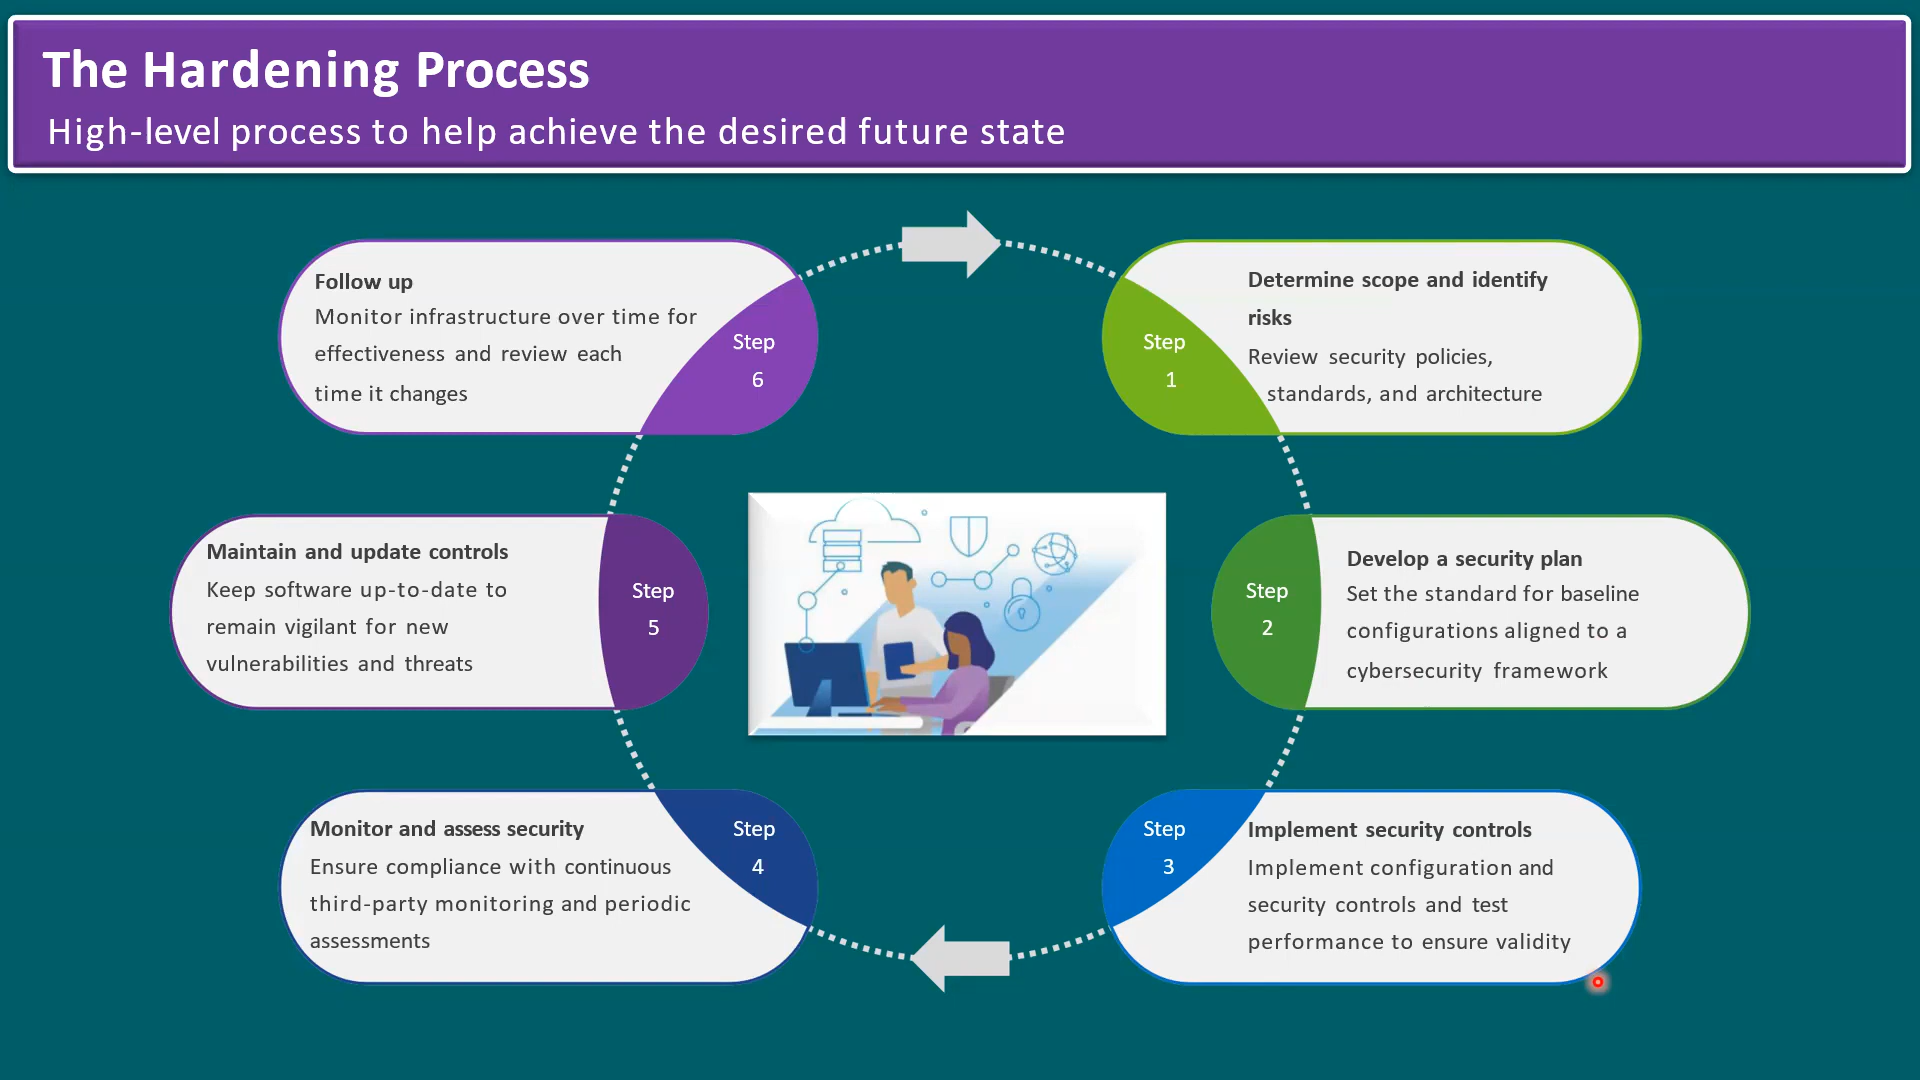 The Hardening Process
High-level process to help achieve the desired future state
Determine scope and identify
risks
Review security policies,
standards, and architecture
Step
1
Develop a security plan
Set the standard for baseline
configurations aligned to a
cybersecurity framework
Step
2
Implement security controls
Implement configuration and
security controls and test
performance to ensure validity
Step
3
Monitor and assess security
Ensure compliance with continuous
third-party monitoring and periodic
assessments
Step
4
Maintain and update controls
Keep software up-to-date to
remain vigilant for new
vulnerabilities and threats
Step
5
Follow up
Monitor infrastructure over time for
effectiveness and review each
time it changes
Step
6